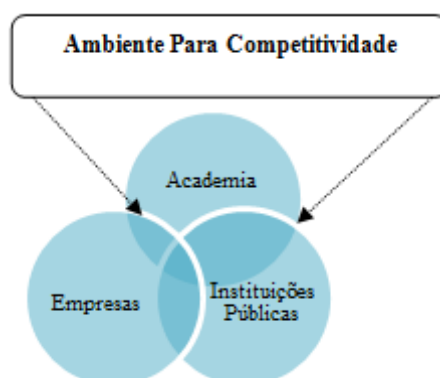 Ambiente Para Competitividade
Academia
Empresas
Instituições
Públicas